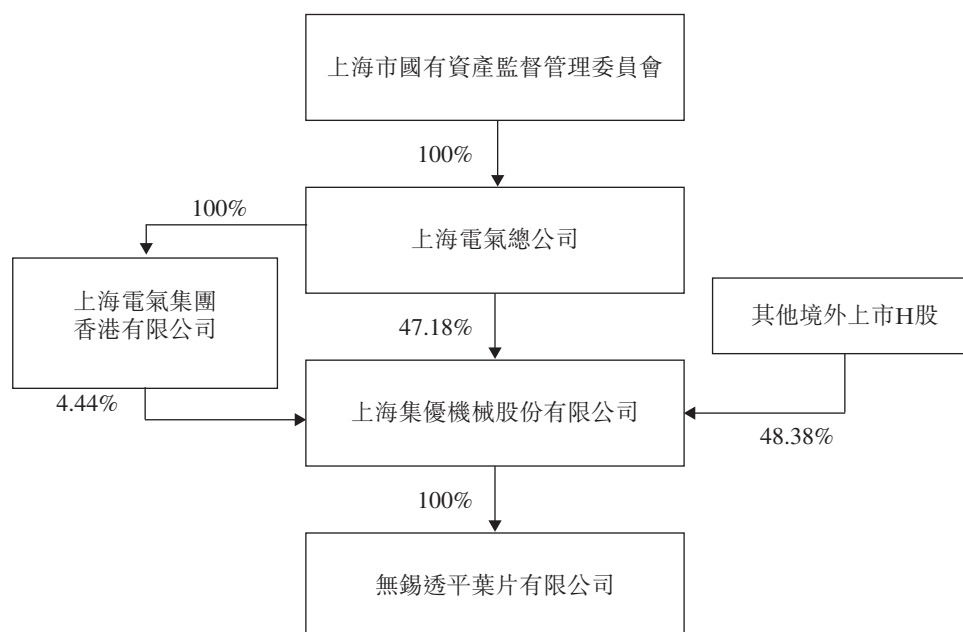 上海市國有資產監督管理委員會
100%
100%
上海電氣總公司
上海電氣集團
香港有限公司
47.18%
其他境外上市H股
4.44%
上海集優機械股份有限公司
48.38%
100%
無錫透平葉片有限公司